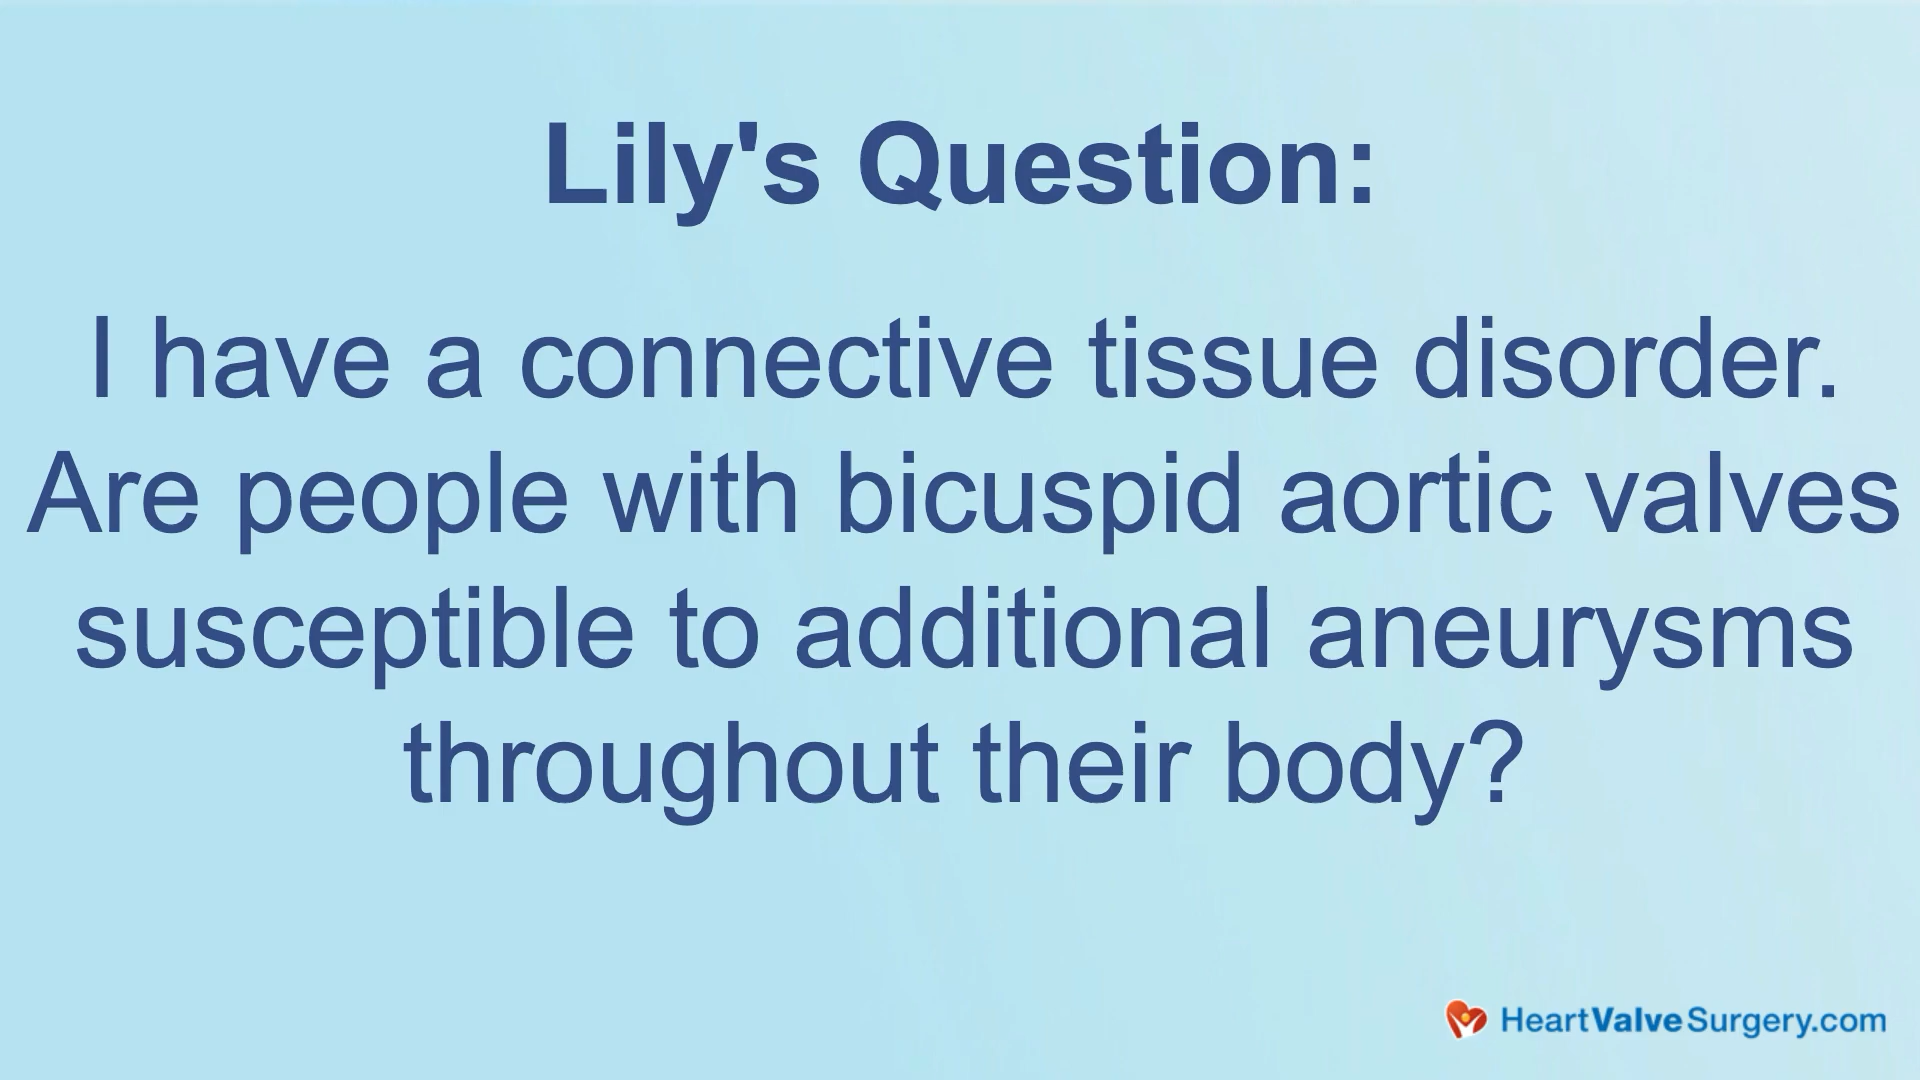 Lily's Question:
I have a connective tissue disorder.
Are people with bicuspid aortic valves
susceptible to additional aneurysms
throughout their body?
HeartValveSurgery.com